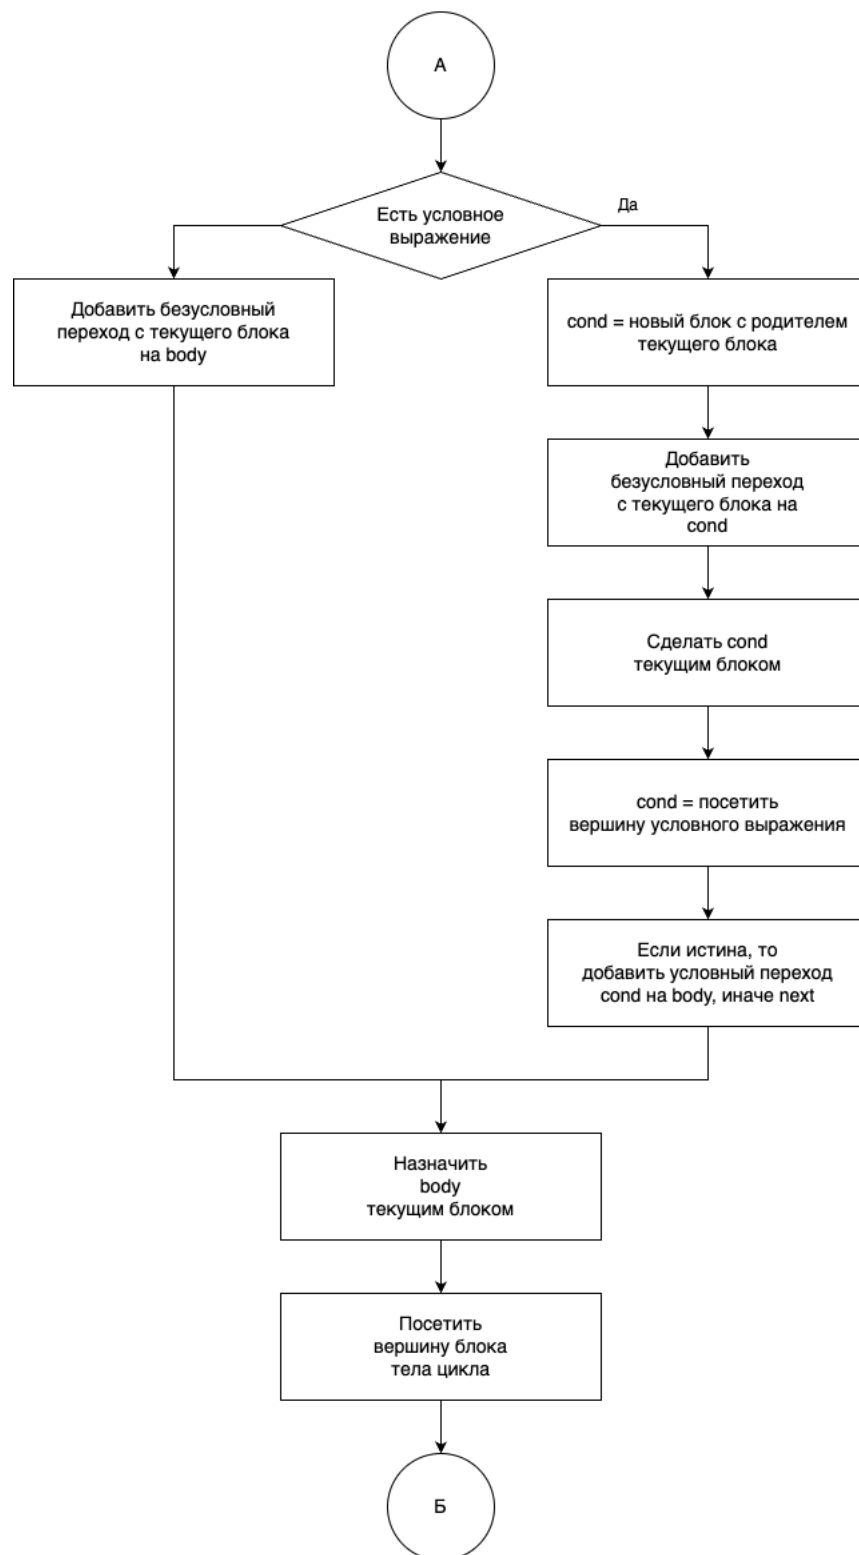 А
Есть условное
выражение
Да
Добавить безусловный
переход с текущего блока
на body
cond = новый блок с родителем
текущего блока
Добавить
безусловный переход
с текущего блока на
cond
Сделать cond
текущим блоком
cond = посетить
вершину условного выражения
Если истина, то
добавить условный переход
cond на body, иначе next
Назначить
body
текущим блоком
Посетить
вершину блока
тела цикла
Б